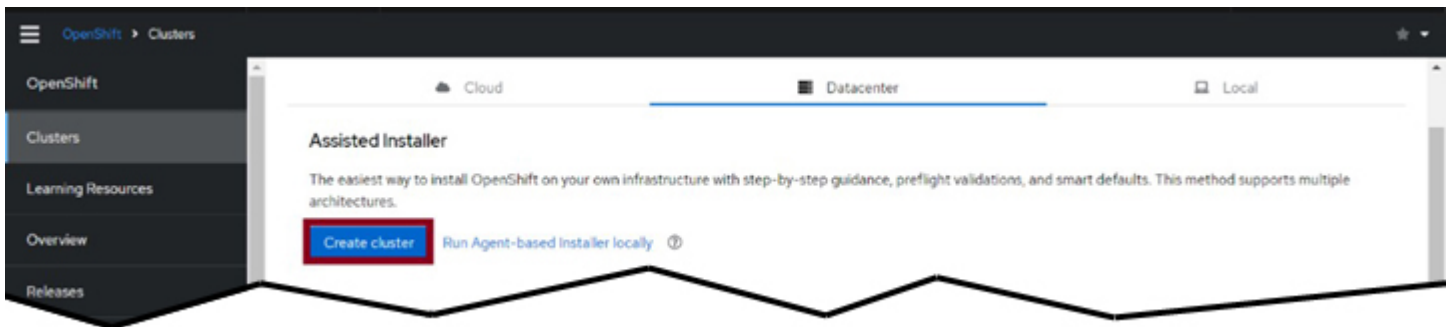 OpenShift > Clusters
OpenShift
Clusters
Learning Resources
Overview
Releases
Cloud
Datacenter
Local
Assisted Installer
The easiest way to install OpenShift on your own infrastructure with step-by-step guidance, preflight validations, and smart defaults. This method supports multiple
architectures.
Create cluster
Run Agent-based Installer locally